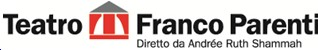 Teatro Franco Parenti
Diretto da Andrée Ruth Shammah